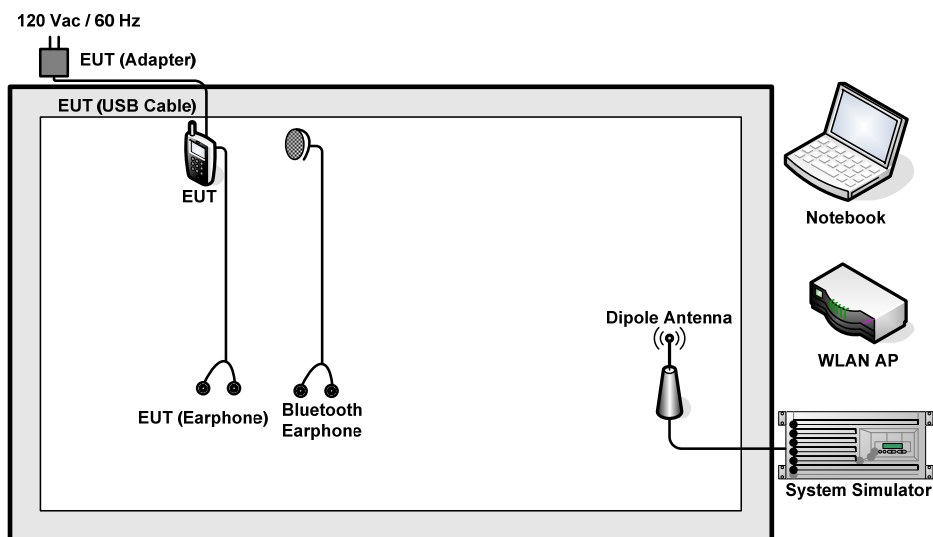 120 Vac / 60 Hz
EUT (Adapter)
EUT (USB Cable)
EUT
Notebook
Dipole Antenna
WLAN AP
EUT (Earphone)
Bluetooth
Earphone
System Simulator